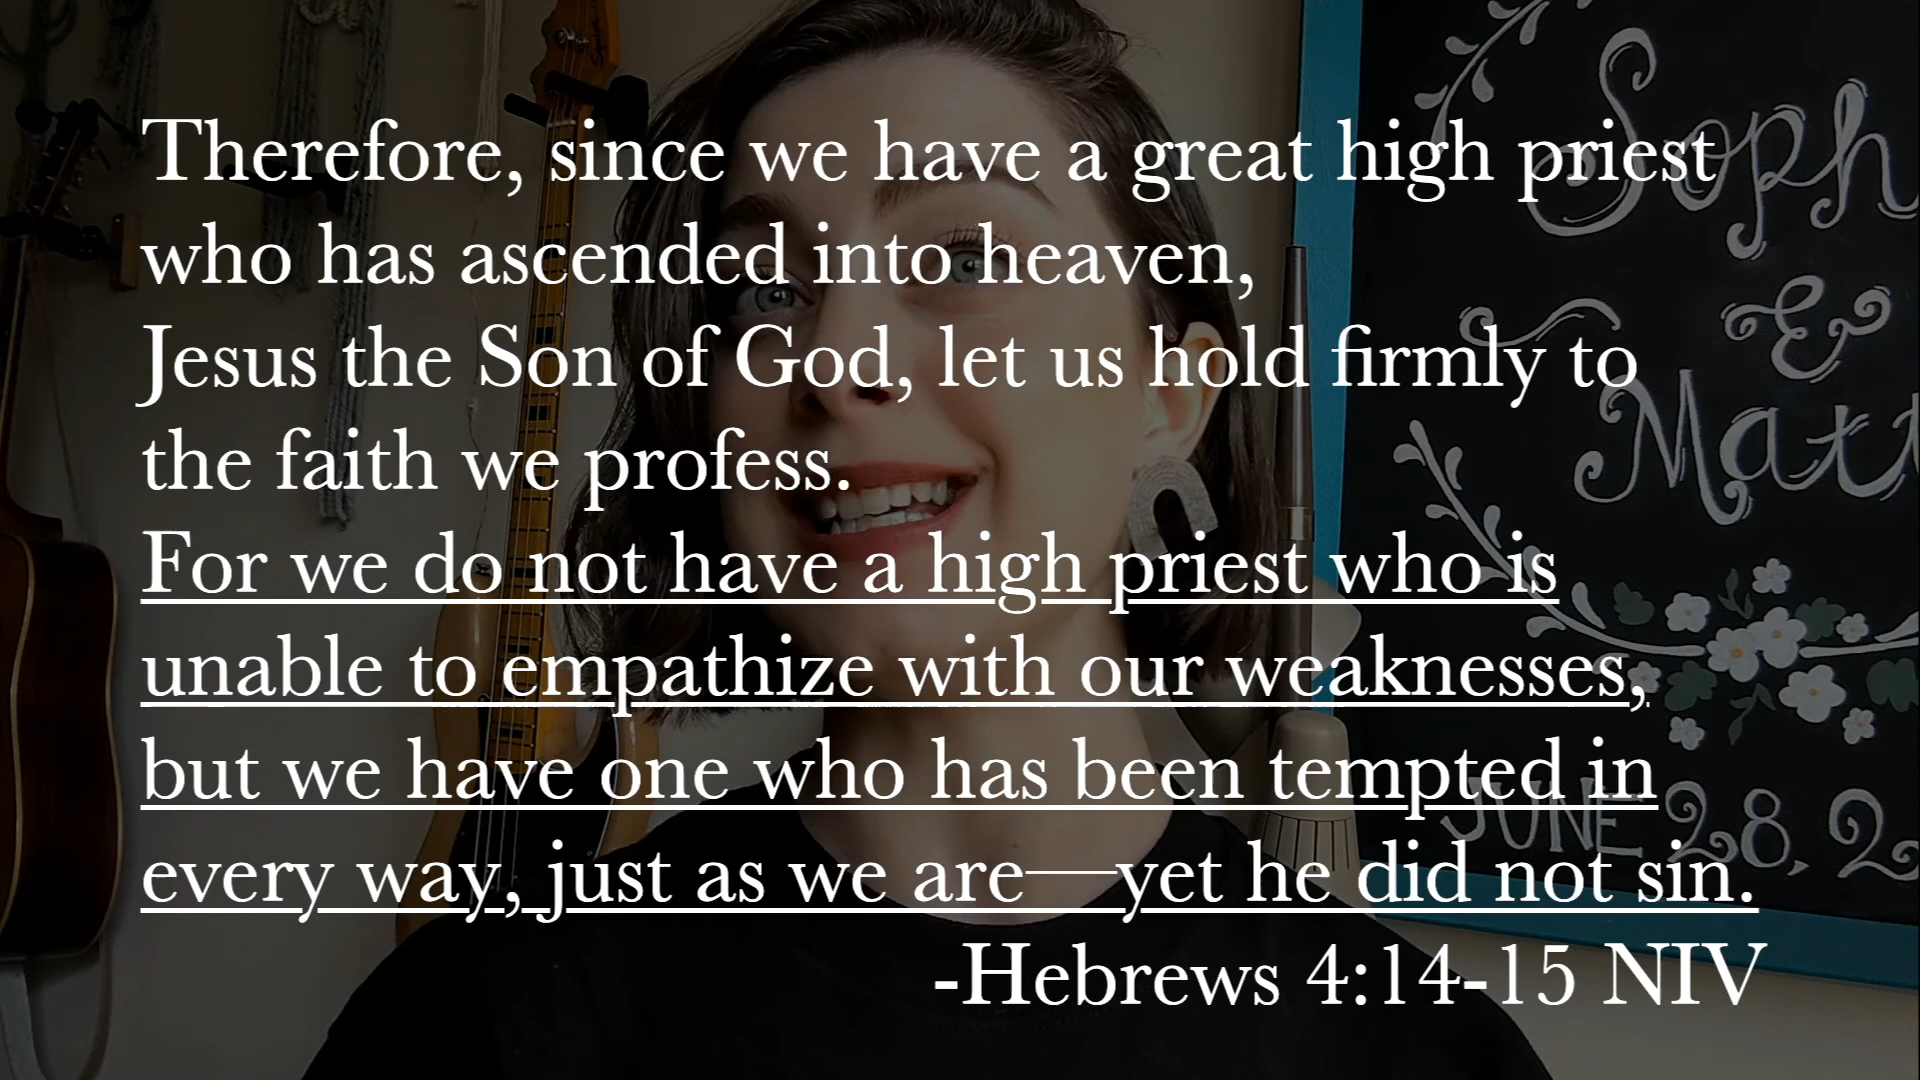 Therefore, since we have a great high priest
who has ascended into heaven,
Jesus the Son of God, let us hold firmly to
the faith we profess.
For we do not have a high priest who is
unable to empathize with our weaknesses,
but we have one who has been tempted in
every way, just as we are—yet he did not sin.
-Hebrews 4:14-15 NIV
&
JUNE 28, 2